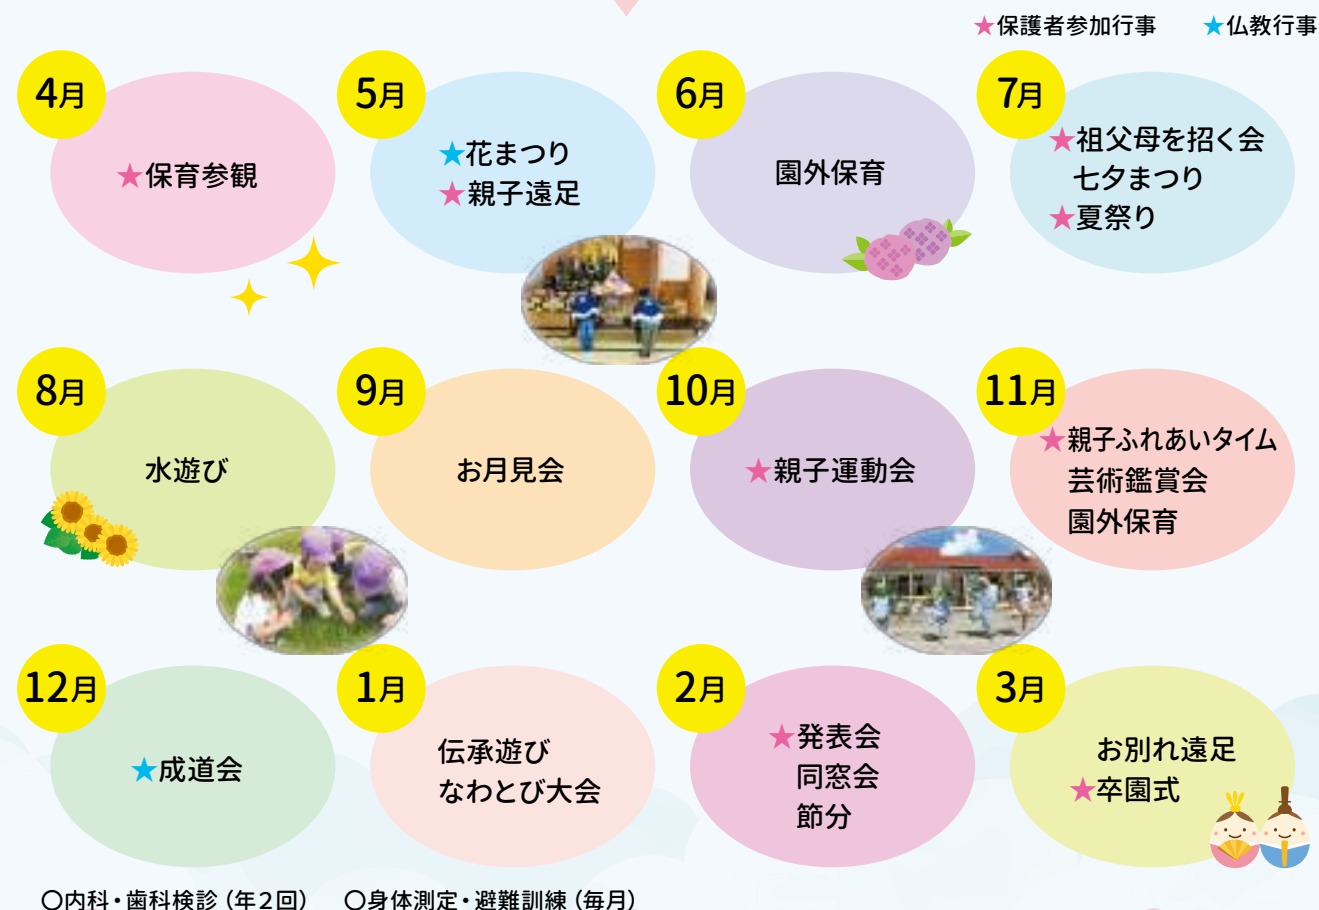 ★保護者参加行事 ★仏教行事
4月
★保育参観
5月
★花まつり
★親子遠足
6月
園外保育
7月
★祖父母を招く会
七夕まつり
★夏祭り
8月
水遊び
9月
お月見会
10月
★親子運動会
11月
★親子ふれあいタイム
芸術鑑賞会
園外保育
12月
★成道会
1月
伝承遊び
なわとび大会
2月
★発表会
同窓会
節分
3月
お別れ遠足
★卒園式
〇内科・歯科検診（年2回） 〇身体測定・避難訓練（毎月）